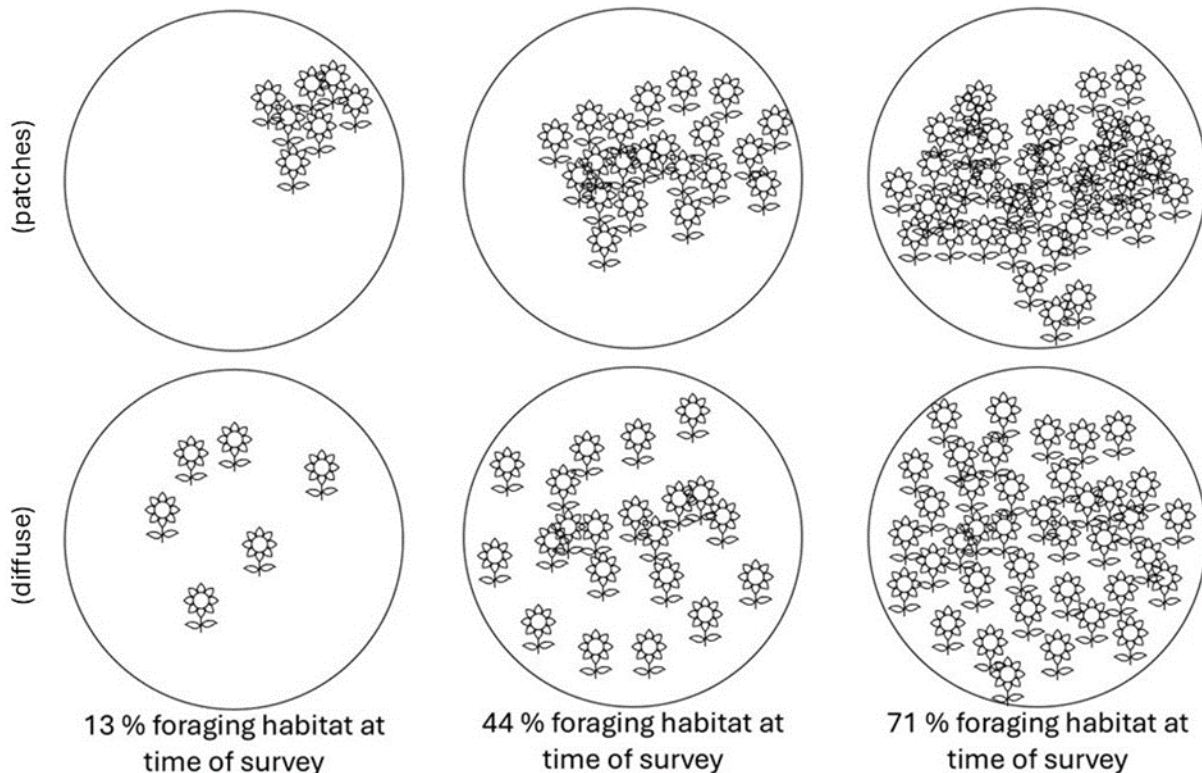 (patches)
(diffuse)
13 % foraging habitat at
time of survey
44 % foraging habitat at
time of survey
71 % foraging habitat at
time of survey